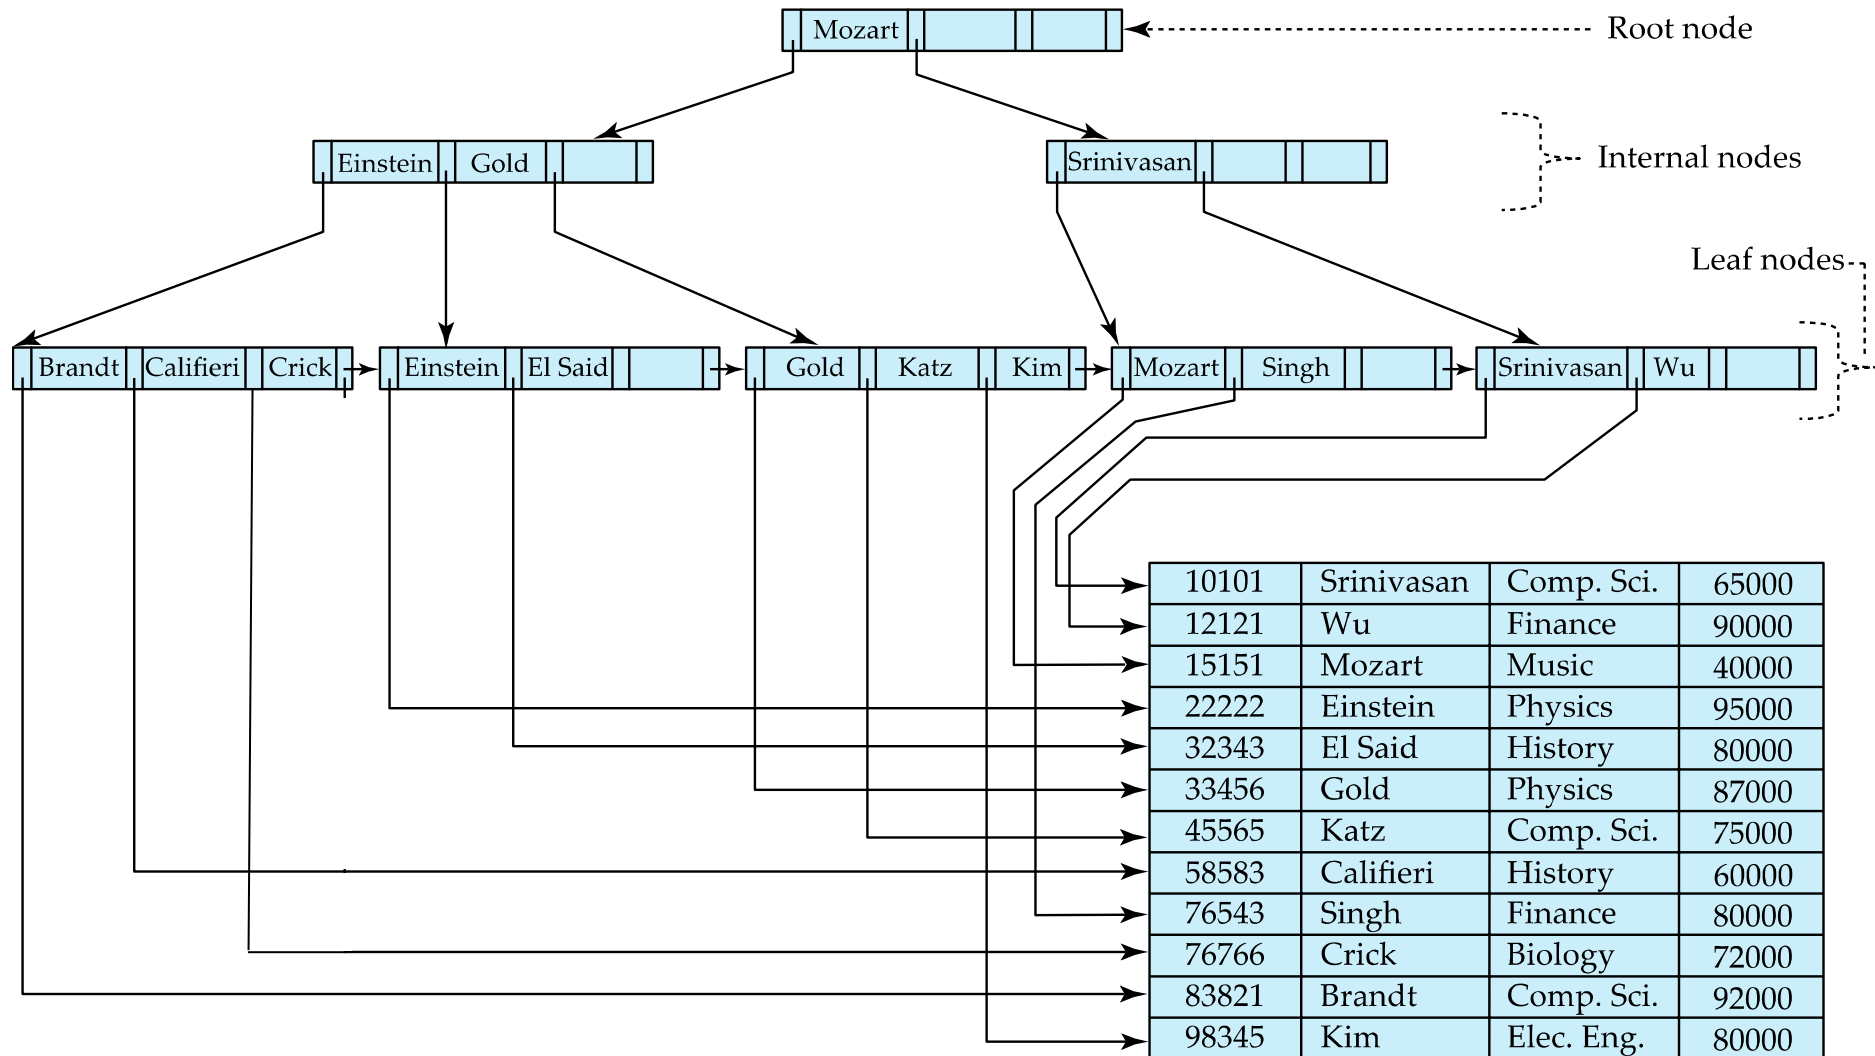 Mozart Root node
Einstein Gold Srinivasan Internal nodes
Leaf nodes
Brandt Califieri Crick Einstein El Said Gold Katz Kim Mozart Singh Srinivasan Wu
10101 Srinivasan Comp. Sci. 65000
12121 Wu Finance 90000
15151 Mozart Music 40000
22222 Einstein Physics 95000
32343 El Said History 80000
33456 Gold Physics 87000
45565 Katz Comp. Sci. 75000
58583 Califieri History 60000
76543 Singh Finance 80000
76766 Crick Biology 72000
83821 Brandt Comp. Sci. 92000
98345 Kim Elec. Eng. 80000